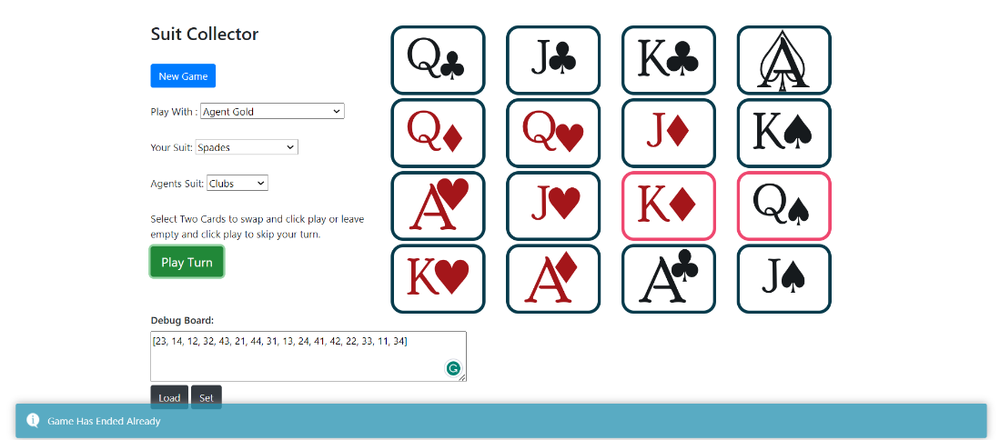 Suit Collector
New Game
Play With : Agent Gold
Your Suit: Spades
Agents Suit: Clubs
Select Two Cards to swap and click play or leave
empty and click play to skip your turn.
Play Turn
Q♣ J♣ K♣ A♠
Q♦ Q♥ J♦ K♠
A♥ J♥ K♦ Q♠
K♥ A♦ A♣ J♠
Debug Board:
[23, 14, 12, 32, 43, 21, 44, 31, 13, 24, 41, 42, 22, 33, 11, 34]
G
Load Set
i Game Has Ended Already